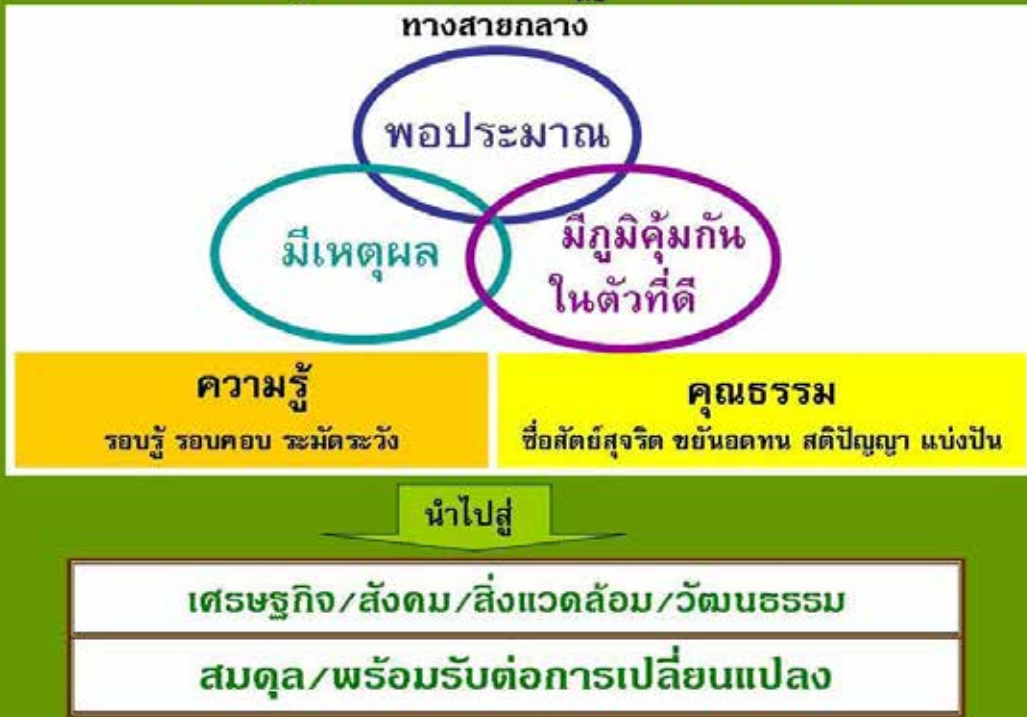 ทางสายกลาง
พอประมาณ
มีเหตุผล
มีภูมิคุ้มกัน
ในตัวที่ดี
ความรู้
รอบรู้ รอบคอบ ระมัดระวัง
คุณธรรม
ซื่อสัตย์สุจริต ขยันอดทน สติปัญญา แบ่งปัน
นำไปสู่
เศรษฐกิจ/สังคม/สิ่งแวดล้อม/วัฒนธรรม
สมดุล/พร้อมรับต่อการเปลี่ยนแปลง